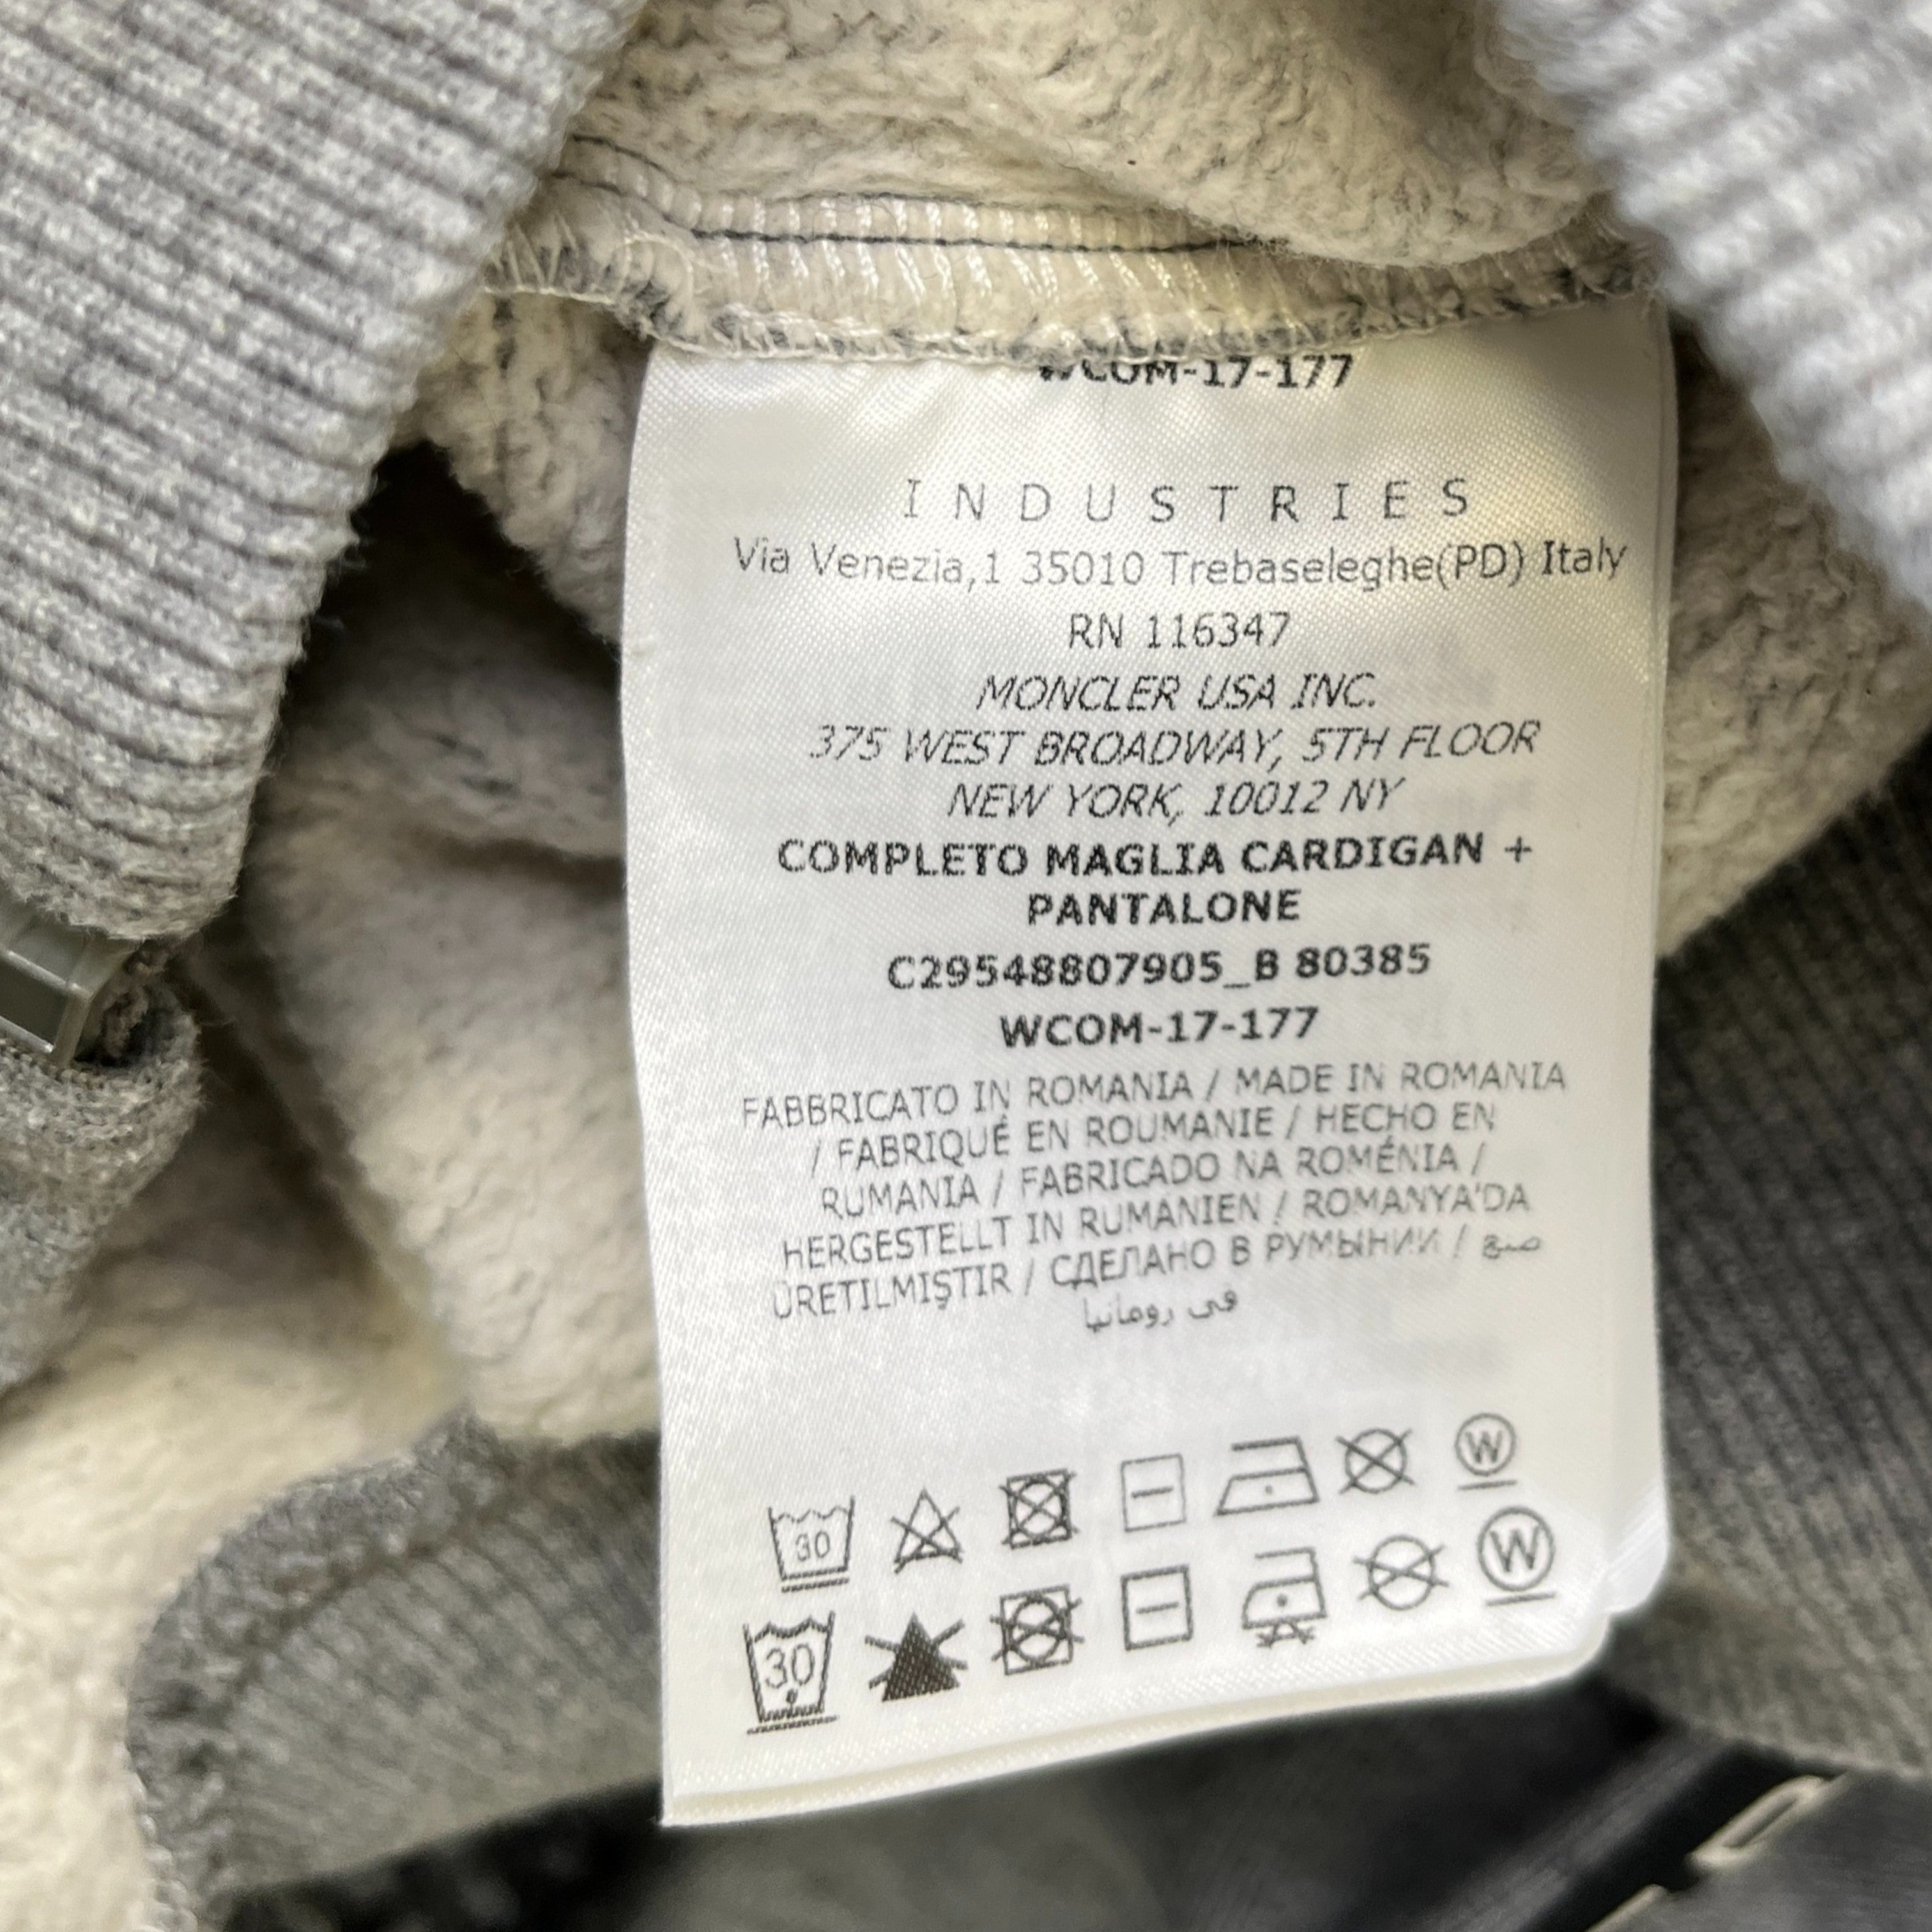 WCOM-17-177
INDUSTRIES
Via Venezia,1 35010 Trebaseleghe(PD) Italy
RN 116347
MONCLER USA INC.
375 WEST BROADWAY, 5TH FLOOR
NEW YORK, 10012 NY
COMPLETO MAGLIA CARDIGAN +
PANTALONE
C29548807905_B 80385
WCOM-17-177
FABBRICATO IN ROMANIA / MADE IN ROMANIA
/ FABRIQUÉ EN ROUMANIE / HECHO EN
RUMANIA / FABRICADO NA ROMÉNIA /
HERGESTELLT IN RUMANIEN / ROMANYA'DA
ÜRETILMIŞTIR / СДЕЛАНО В РУМЫНИИ / صنع
في رومانيا
30 W
30 W